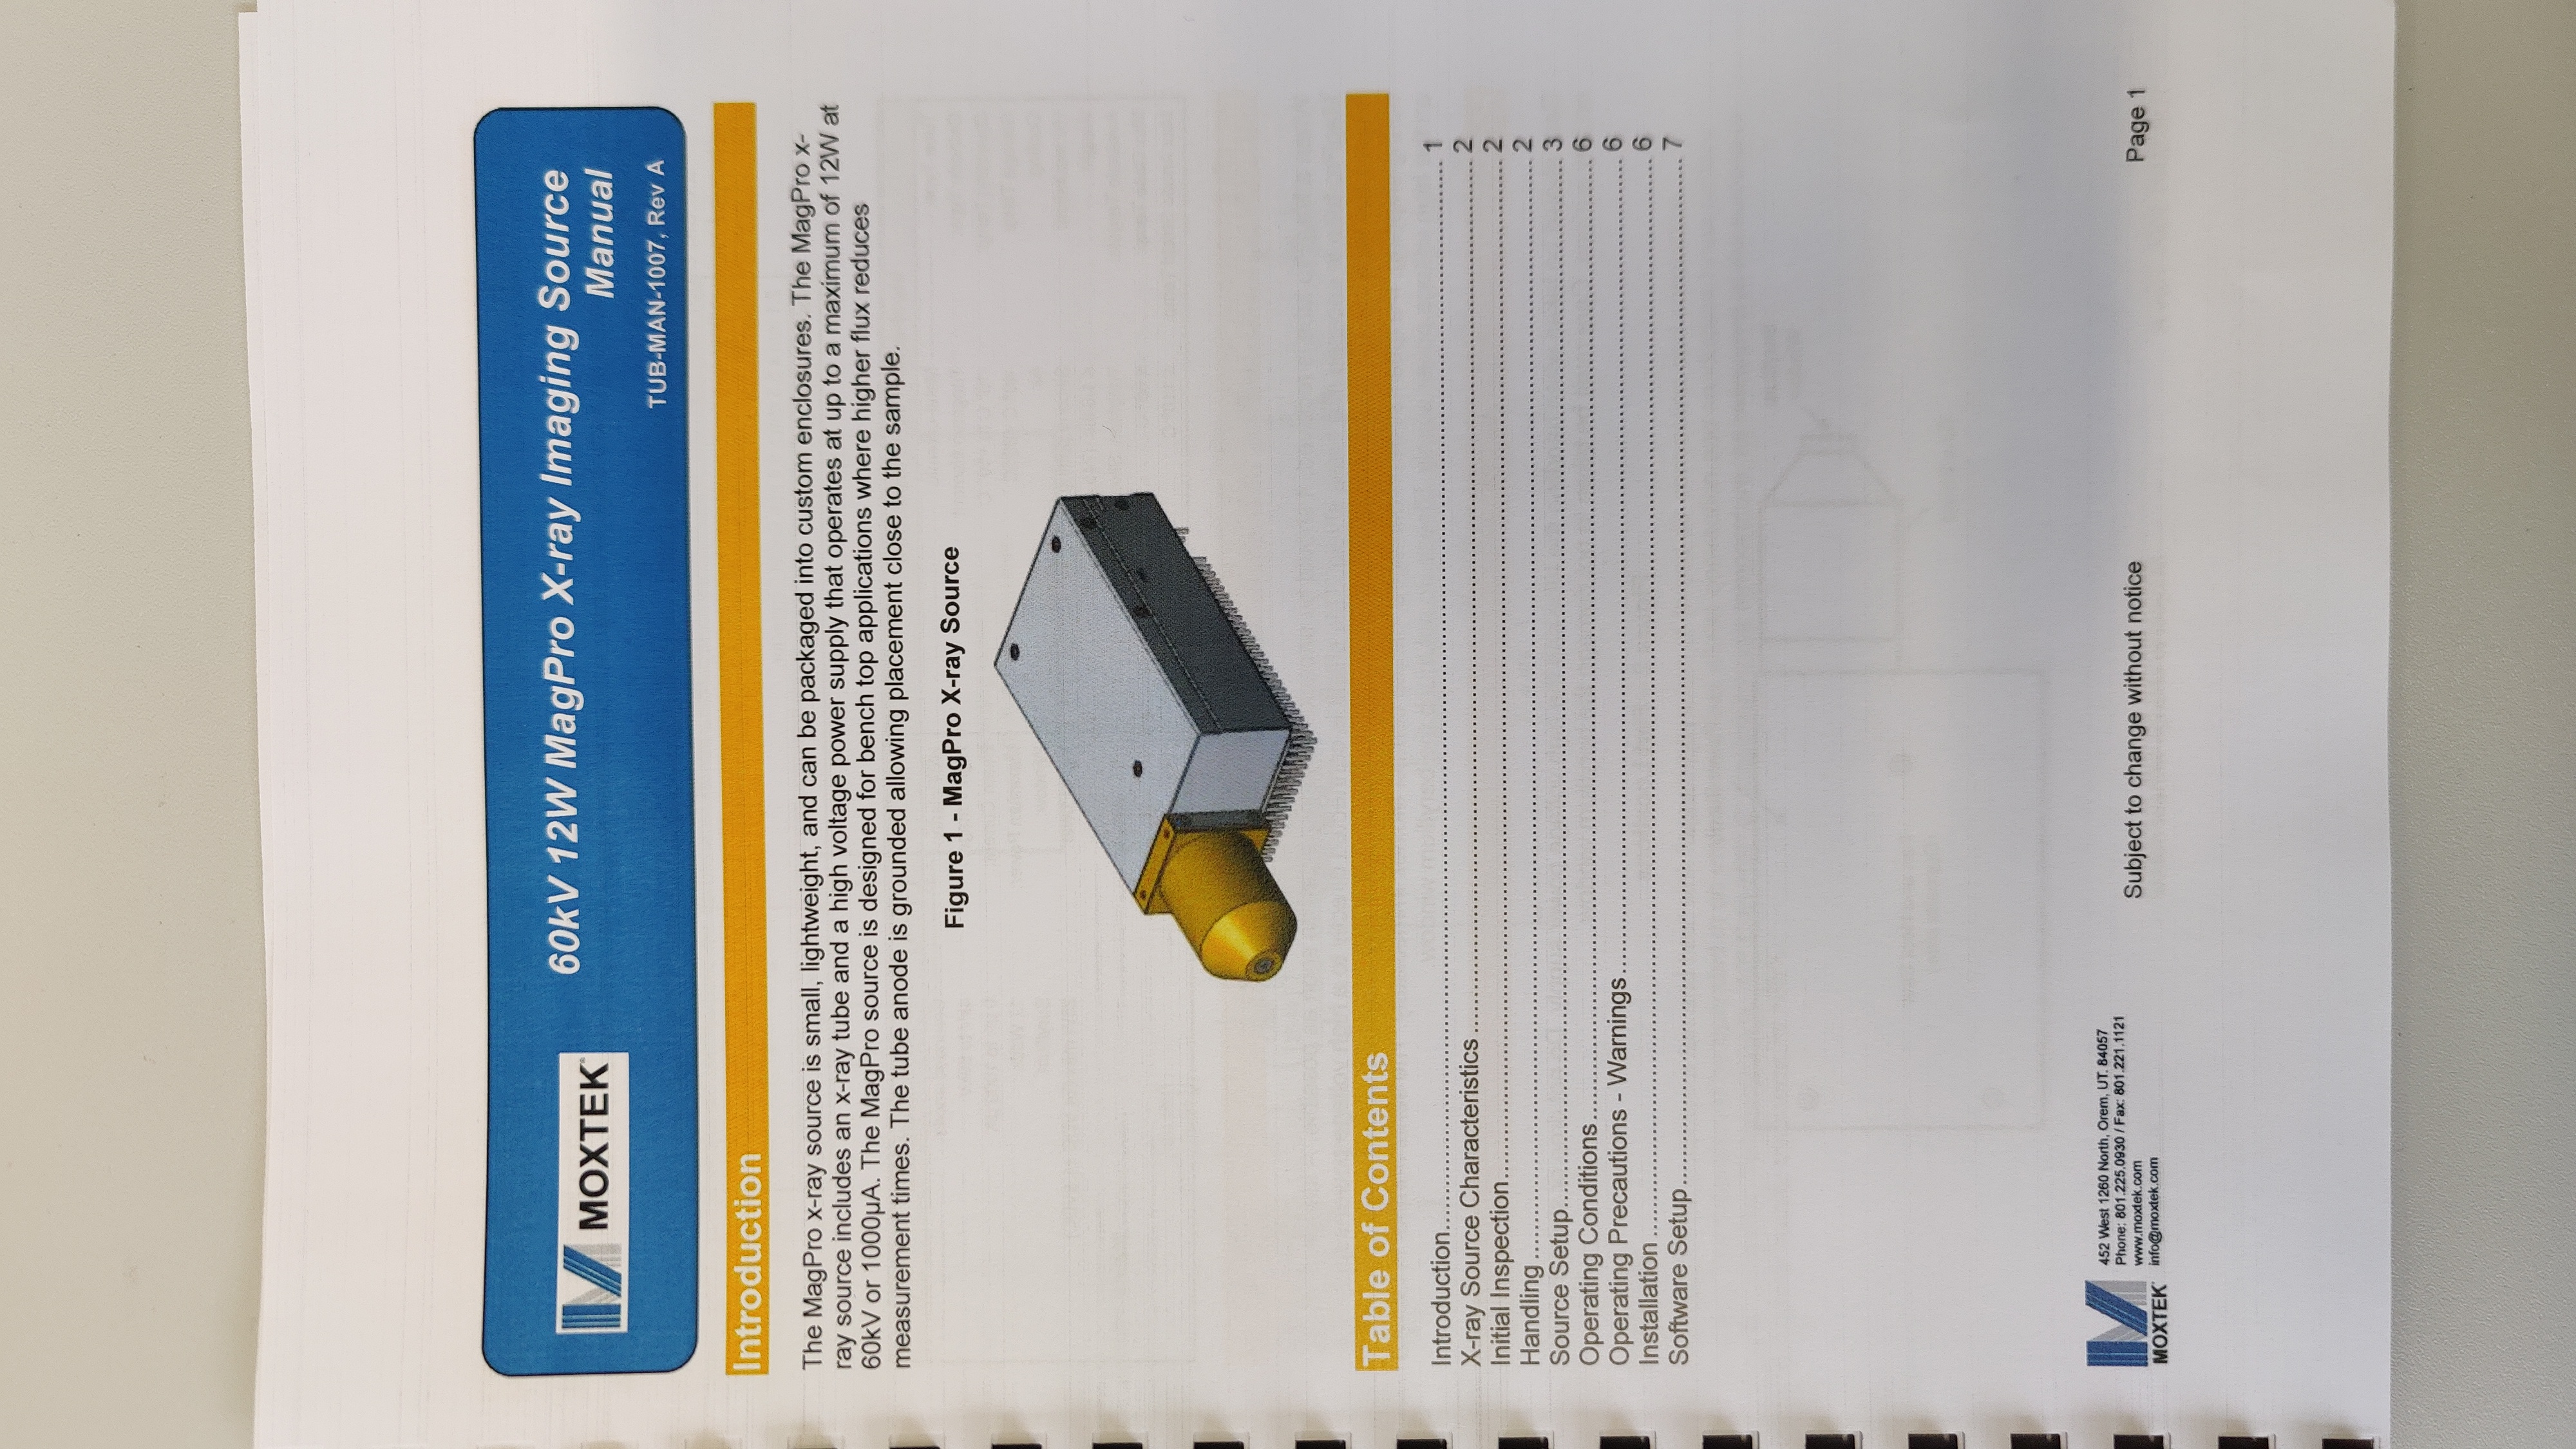 MOXTEK
60kV 12W MagPro X-ray Imaging Source
Manual
TUB-MAN-1007, Rev A
Introduction
The MagPro x-ray source is small, lightweight, and can be packaged into custom enclosures. The MagPro x-
ray source includes an x-ray tube and a high voltage power supply that operates at up to a maximum of 12W at
60kV or 1000µA. The MagPro source is designed for bench top applications where higher flux reduces
measurement times. The tube anode is grounded allowing placement close to the sample.
Figure 1 - MagPro X-ray Source
Table of Contents
Introduction.......... 1
X-ray Source Characteristics .......... 2
Initial Inspection.......... 2
Handling .......... 2
Source Setup.......... 3
Operating Conditions.......... 6
Operating Precautions - Warnings.......... 6
Installation .......... 6
Software Setup.......... 7
MOXTEK
452 West 1260 North, Orem, UT. 84057
Phone: 801.225.0930 / Fax: 801.221.1121
www.moxtek.com
info@moxtek.com
Subject to change without notice
Page 1